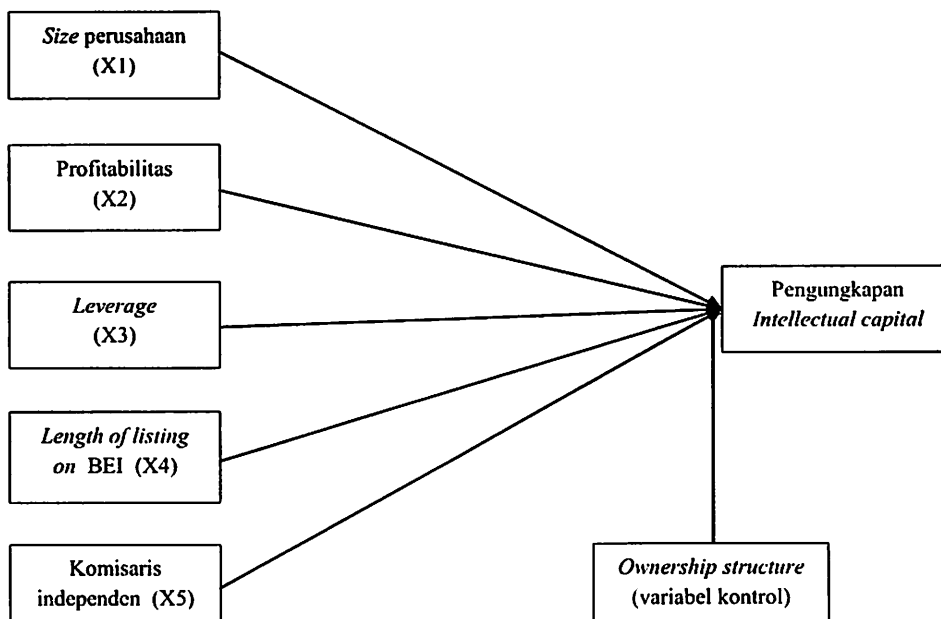 Size perusahaan
(X1)
Profitabilitas
(X2)
Leverage
(X3)
Length of listing
on BEI (X4)
Komisaris
independen (X5)
Pengungkapan
Intellectual capital
Ownership structure
(variabel kontrol)